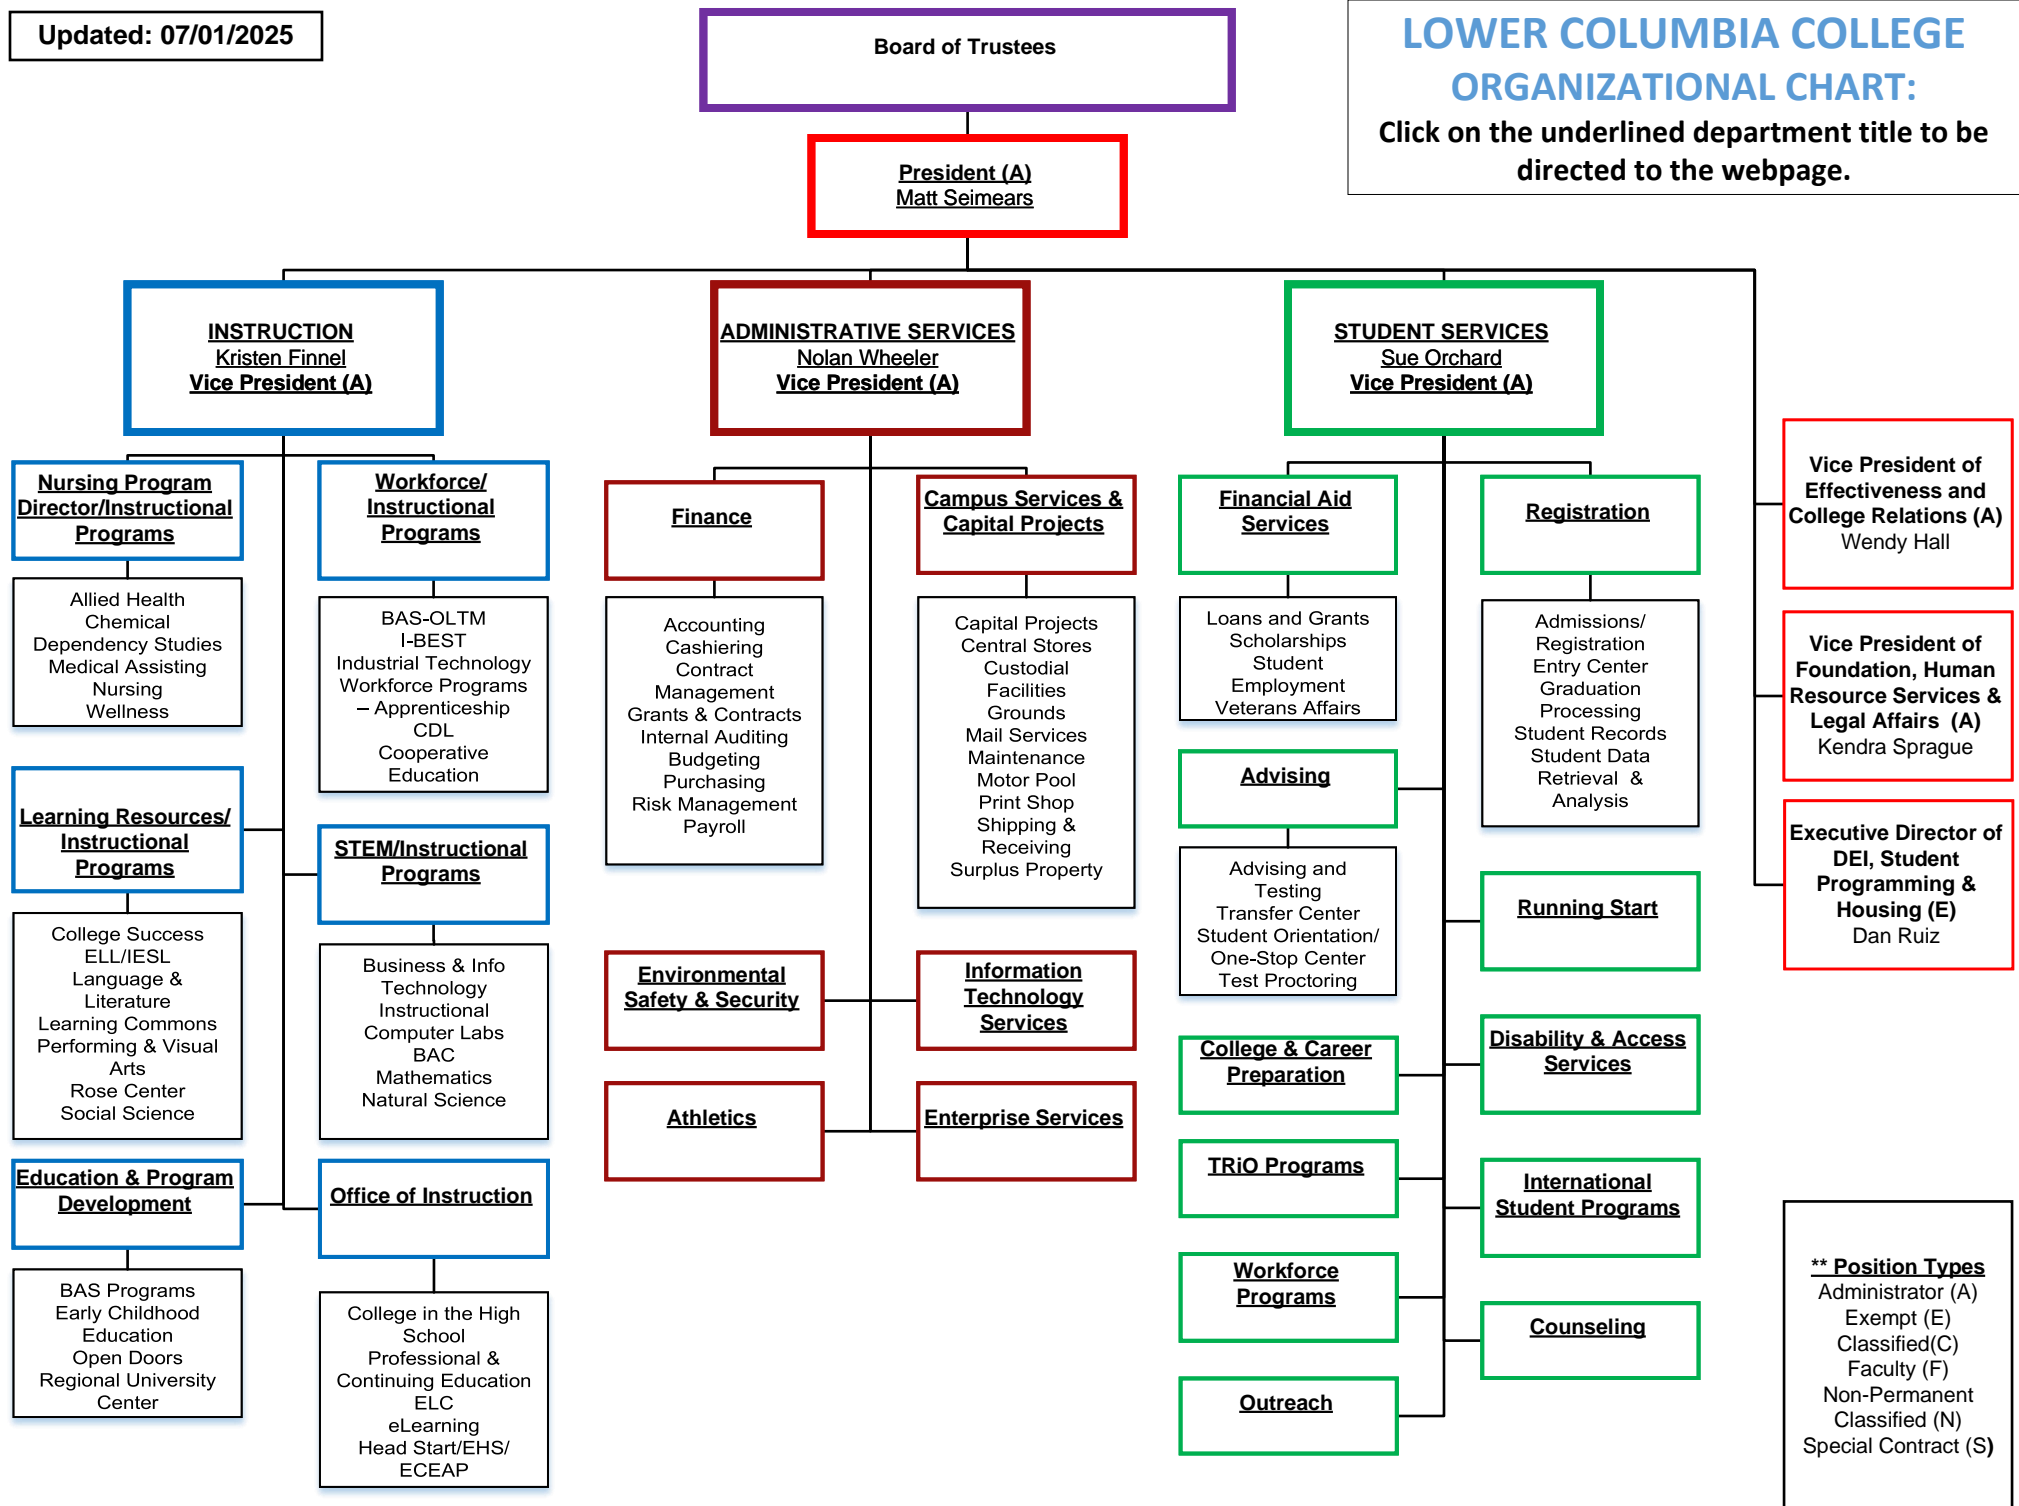 Updated: 07/01/2025
Board of Trustees
LOWER COLUMBIA COLLEGE
ORGANIZATIONAL CHART:
Click on the underlined department title to be
directed to the webpage.
President (A)
Matt Seimears
INSTRUCTION
Kristen Finnel
Vice President (A)
ADMINISTRATIVE SERVICES
Nolan Wheeler
Vice President (A)
STUDENT SERVICES
Sue Orchard
Vice President (A)
Vice President of
Effectiveness and
College Relations (A)
Wendy Hall
Vice President of
Foundation, Human
Resource Services &
Legal Affairs  (A)
Kendra Sprague
Executive Director of
DEI, Student
Programming &
Housing (E)
Dan Ruiz
Nursing Program
Director/Instructional
Programs
Allied Health
Chemical
Dependency Studies
Medical Assisting
Nursing
Wellness
Workforce/
Instructional
Programs
BAS-OLTM
I-BEST
Industrial Technology
Workforce Programs
– Apprenticeship
CDL
Cooperative
Education
Learning Resources/
Instructional
Programs
College Success
ELL/IESL
Language &
Literature
Learning Commons
Performing & Visual
Arts
Rose Center
Social Science
STEM/Instructional
Programs
Business & Info
Technology
Instructional
Computer Labs
BAC
Mathematics
Natural Science
Education & Program
Development
BAS Programs
Early Childhood
Education
Open Doors
Regional University
Center
Office of Instruction
College in the High
School
Professional &
Continuing Education
ELC
eLearning
Head Start/EHS/
ECEAP
Finance
Accounting
Cashiering
Contract
Management
Grants & Contracts
Internal Auditing
Budgeting
Purchasing
Risk Management
Payroll
Campus Services &
Capital Projects
Capital Projects
Central Stores
Custodial
Facilities
Grounds
Mail Services
Maintenance
Motor Pool
Print Shop
Shipping &
Receiving
Surplus Property
Environmental
Safety & Security
Information
Technology
Services
Athletics
Enterprise Services
Financial Aid
Services
Loans and Grants
Scholarships
Student
Employment
Veterans Affairs
Registration
Admissions/
Registration
Entry Center
Graduation
Processing
Student Records
Student Data
Retrieval  &
Analysis
Advising
Advising and
Testing
Transfer Center
Student Orientation/
One-Stop Center
Test Proctoring
Running Start
College & Career
Preparation
Disability & Access
Services
TRiO Programs
International
Student Programs
Workforce
Programs
Counseling
Outreach
** Position Types
Administrator (A)
Exempt (E)
Classified(C)
Faculty (F)
Non-Permanent
Classified (N)
Special Contract (S)